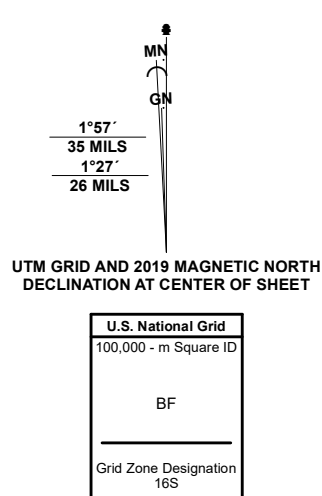 MN
GN
1°57´
35 MILS
1°27´
26 MILS
UTM GRID AND 2019 MAGNETIC NORTH
DECLINATION AT CENTER OF SHEET
U.S. National Grid
100,000 - m Square ID
BF
Grid Zone Designation
16S